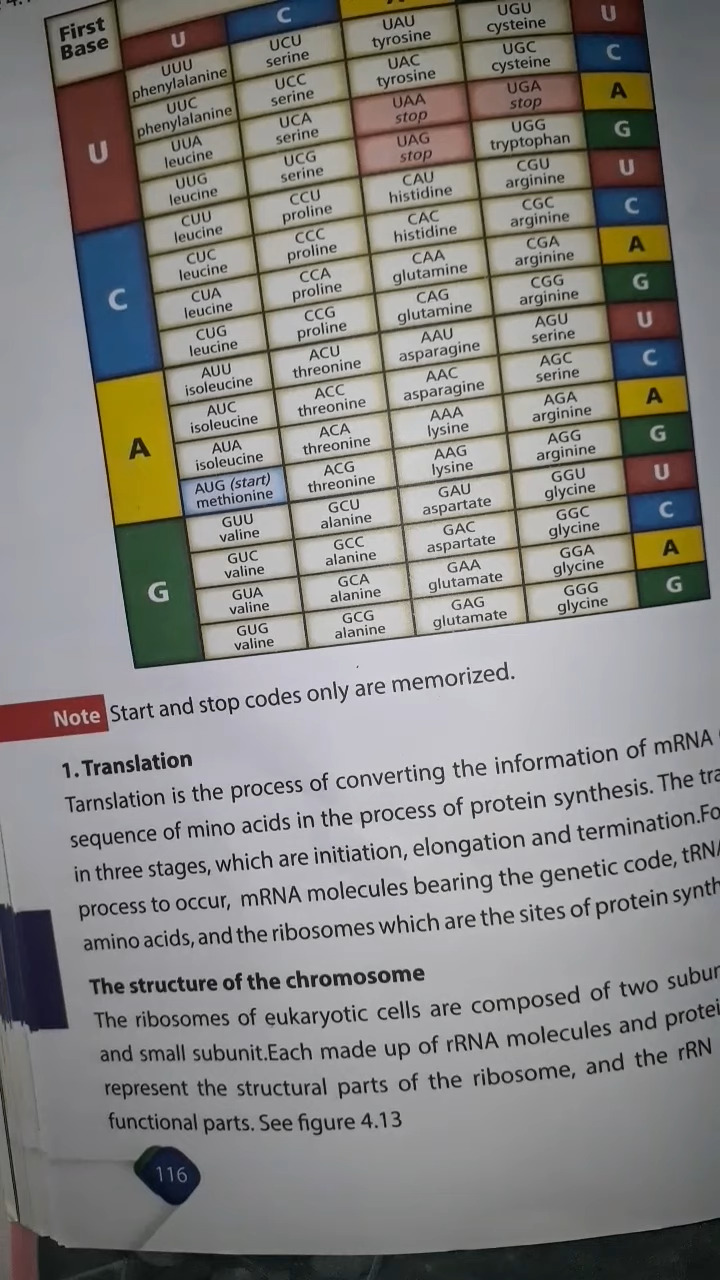 First Base
U
C
U
UUU phenylalanine
UCU serine
UAU tyrosine
UGU cysteine
U
UUC phenylalanine
UCC serine
UAC tyrosine
UGC cysteine
C
UUA leucine
UCA serine
UAA stop
UGA stop
A
UUG leucine
UCG serine
UAG stop
UGG tryptophan
G
C
CUU leucine
CCU proline
CAU histidine
CGU arginine
U
CUC leucine
CCC proline
CAC histidine
CGC arginine
C
CUA leucine
CCA proline
CAA glutamine
CGA arginine
A
CUG leucine
CCG proline
CAG glutamine
CGG arginine
G
A
AUU isoleucine
ACU threonine
AAU asparagine
AGU serine
U
AUC isoleucine
ACC threonine
AAC asparagine
AGC serine
C
AUA isoleucine
ACA threonine
AAA lysine
AGA arginine
A
AUG (start) methionine
ACG threonine
AAG lysine
AGG arginine
G
G
GUU valine
GCU alanine
GAU aspartate
GGU glycine
U
GUC valine
GCC alanine
GAC aspartate
GGC glycine
C
GUA valine
GCA alanine
GAA glutamate
GGA glycine
A
GUG valine
GCG alanine
GAG glutamate
GGG glycine
G
Note Start and stop codes only are memorized.
1. Translation
Tarnslation is the process of converting the information of mRNA
sequence of mino acids in the process of protein synthesis. The tra
in three stages, which are initiation, elongation and termination.Fo
process to occur, mRNA molecules bearing the genetic code, tRNA
amino acids, and the ribosomes which are the sites of protein synth
The structure of the chromosome
The ribosomes of eukaryotic cells are composed of two subun
and small subunit.Each made up of rRNA molecules and protei
represent the structural parts of the ribosome, and the rRN
functional parts. See figure 4.13
116